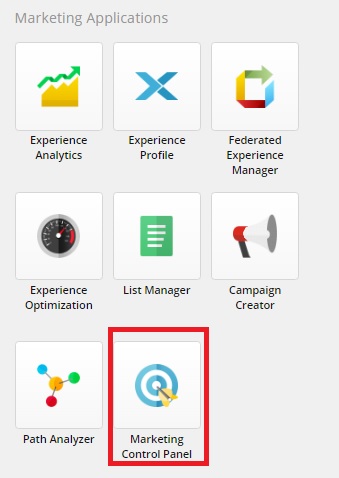 Marketing Applications
Experience
Analytics
Experience
Profile
Federated
Experience
Manager
Experience
Optimization
List Manager
Campaign
Creator
Path Analyzer
Marketing
Control Panel